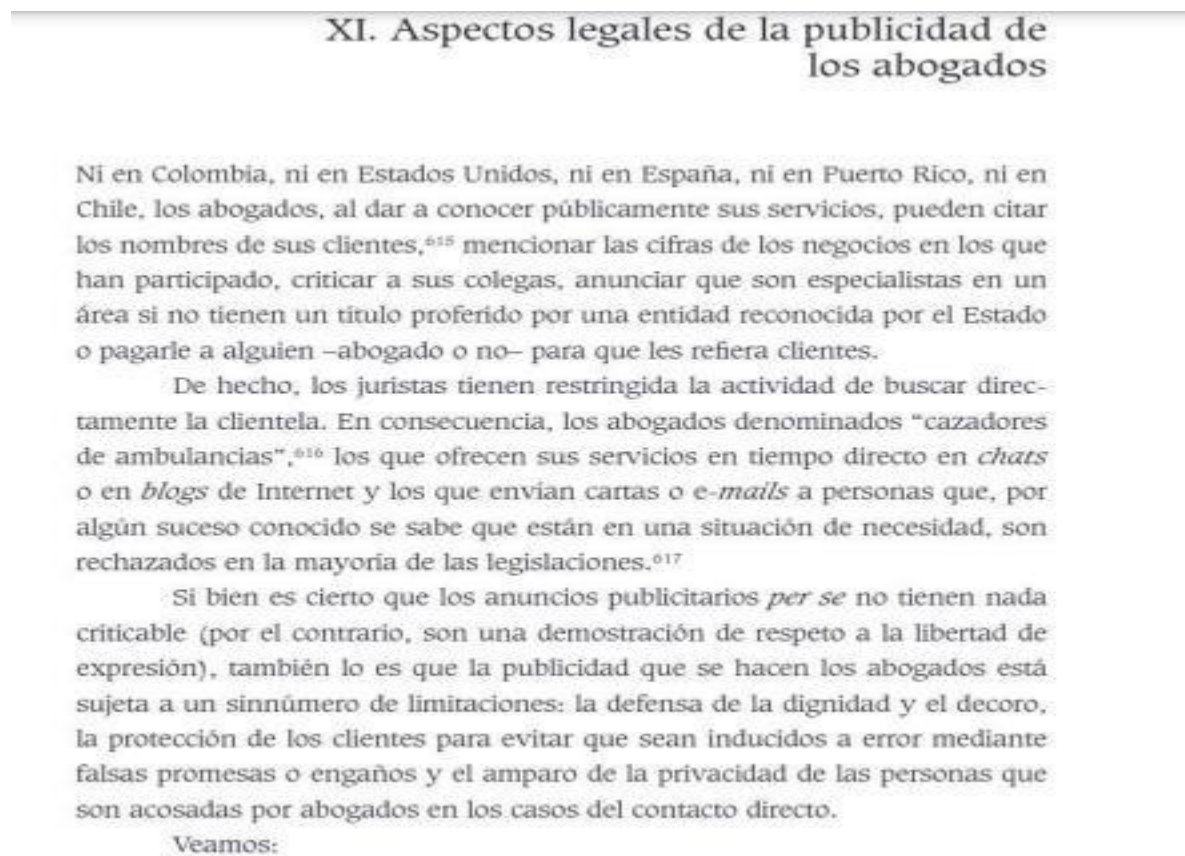 XI. Aspectos legales de la publicidad de
los abogados
Ni en Colombia, ni en Estados Unidos, ni en España, ni en Puerto Rico, ni en
Chile, los abogados, al dar a conocer públicamente sus servicios, pueden citar
los nombres de sus clientes,⁶¹⁵ mencionar las cifras de los negocios en los que
han participado, criticar a sus colegas, anunciar que son especialistas en un
área si no tienen un título proferido por una entidad reconocida por el Estado
o pagarle a alguien –abogado o no– para que les refiera clientes.
De hecho, los juristas tienen restringida la actividad de buscar direc-
tamente la clientela. En consecuencia, los abogados denominados "cazadores
de ambulancias",⁶¹⁶ los que ofrecen sus servicios en tiempo directo en chats
o en blogs de Internet y los que envían cartas o e-mails a personas que, por
algún suceso conocido se sabe que están en una situación de necesidad, son
rechazados en la mayoría de las legislaciones.⁶¹⁷
Si bien es cierto que los anuncios publicitarios per se no tienen nada
criticable (por el contrario, son una demostración de respeto a la libertad de
expresión), también lo es que la publicidad que se hacen los abogados está
sujeta a un sinnúmero de limitaciones: la defensa de la dignidad y el decoro,
la protección de los clientes para evitar que sean inducidos a error mediante
falsas promesas o engaños y el amparo de la privacidad de las personas que
son acosadas por abogados en los casos del contacto directo.
Veamos: